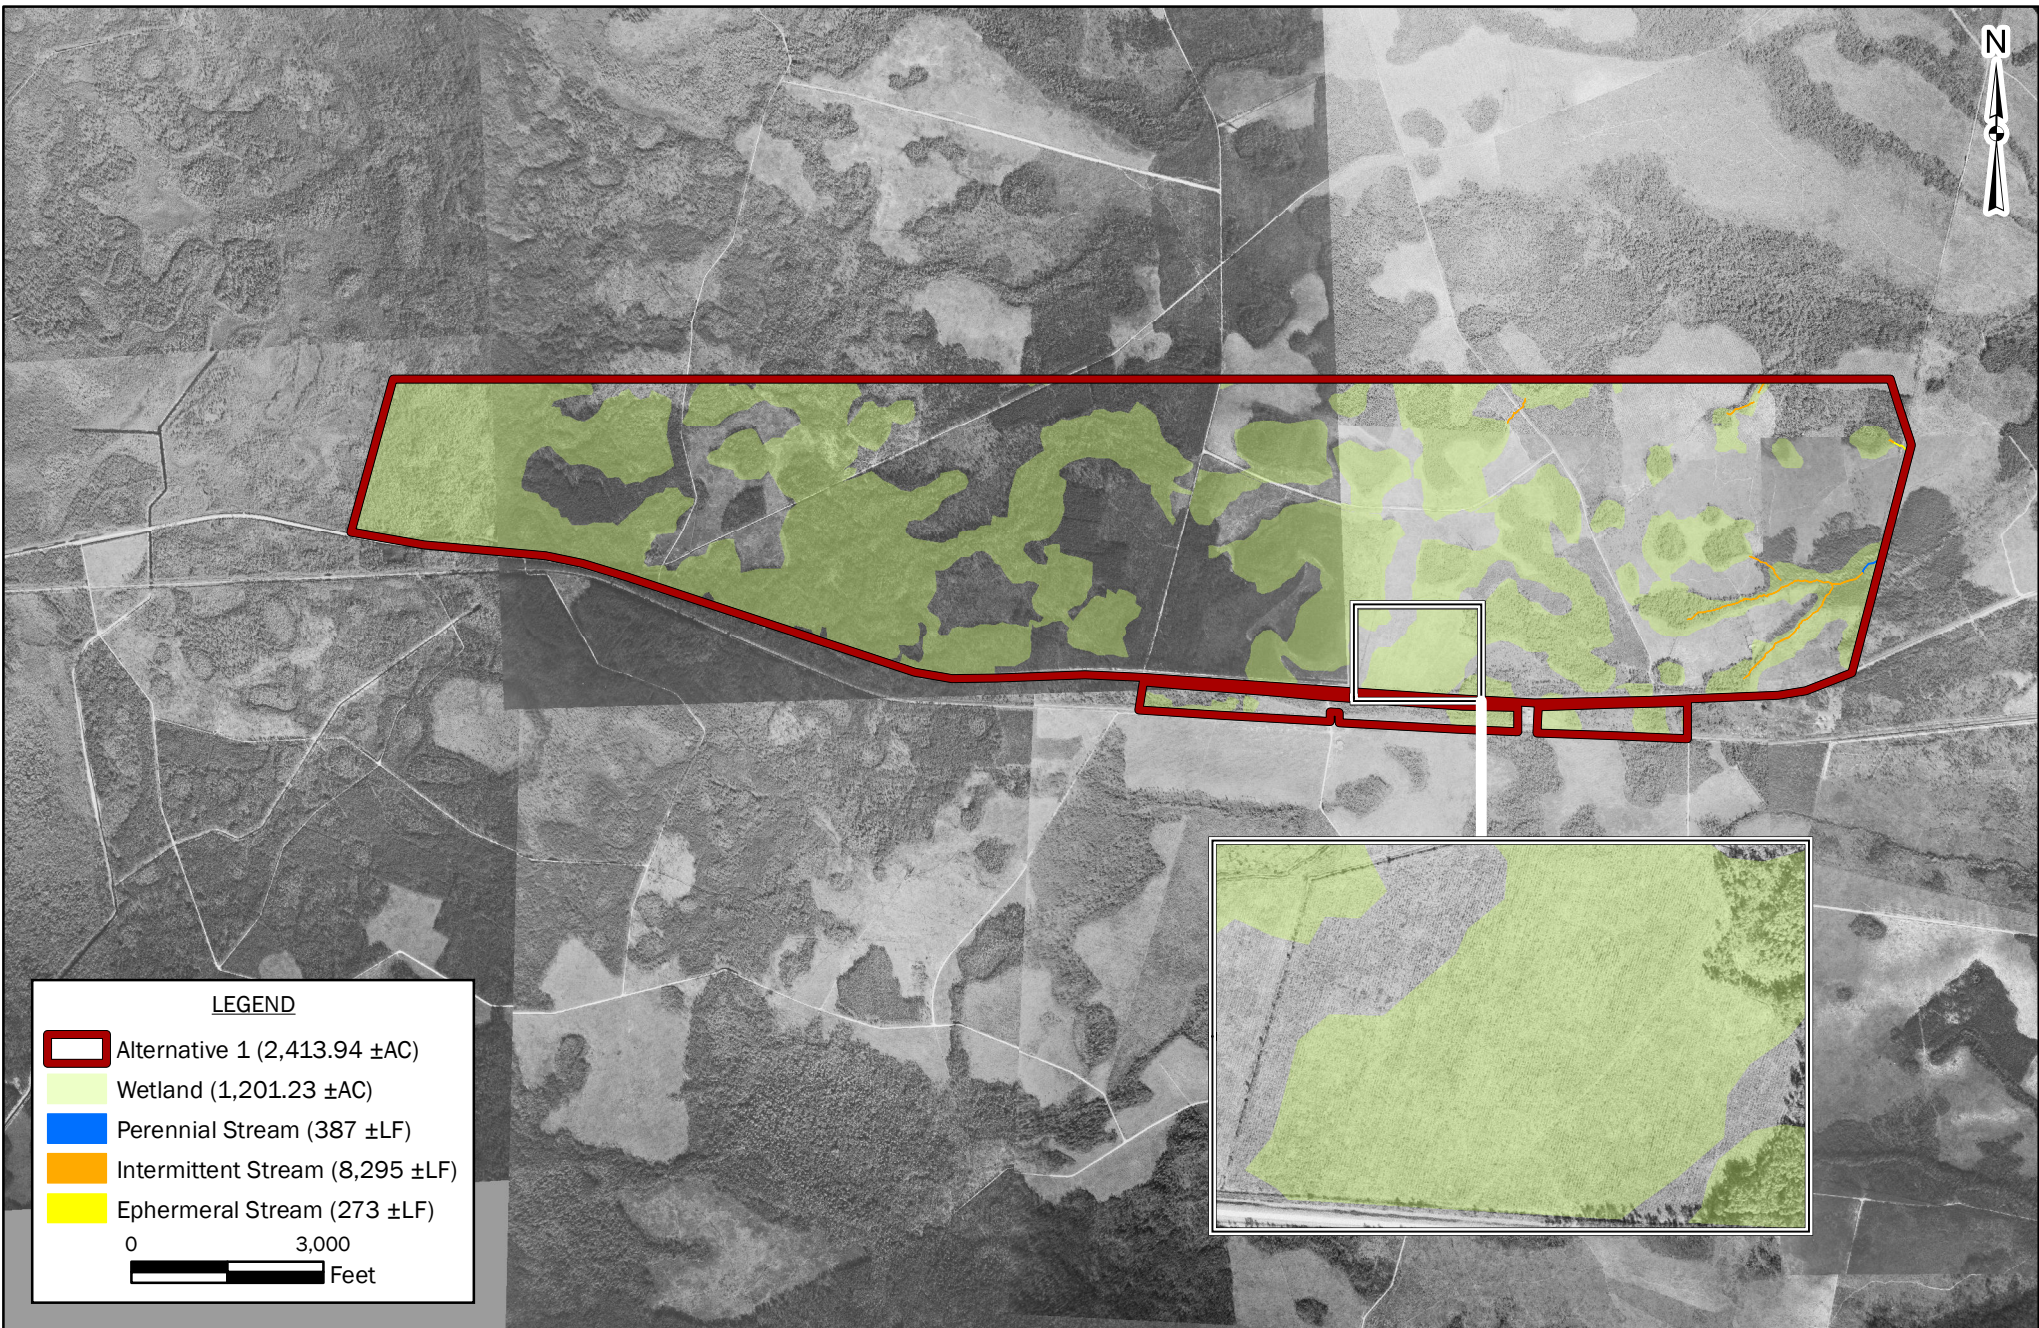 N
LEGEND
Alternative 1 (2,413.94 ±AC)
Wetland (1,201.23 ±AC)
Perennial Stream (387 ±LF)
Intermittent Stream (8,295 ±LF)
Ephermeral Stream (273 ±LF)
0 3,000
Feet